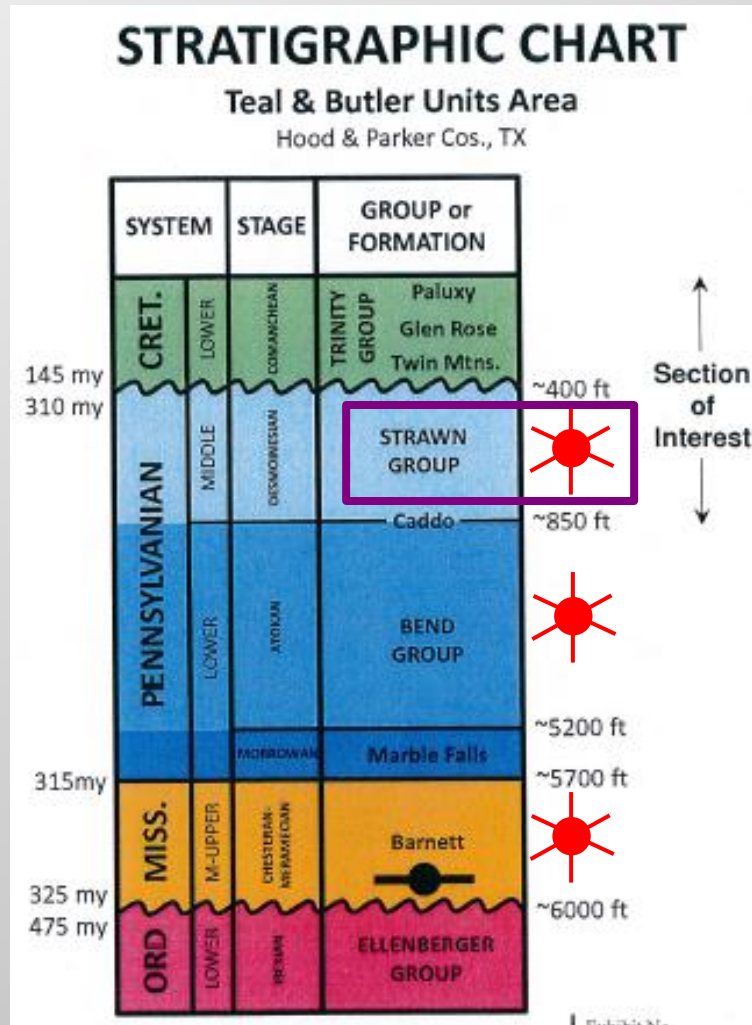 STRATIGRAPHIC CHART
Teal & Butler Units Area
Hood & Parker Cos., TX
SYSTEM
STAGE
GROUP or
FORMATION
CRET.
LOWER
COMANCHEAN
TRINITY
GROUP
Paluxy
Glen Rose
Twin Mtns.
145 my
310 my
~400 ft
Section
of
Interest
PENNSYLVANIAN
MIDDLE
DESMOINESIAN
STRAWN
GROUP
Caddo
~850 ft
LOWER
ATOKAN
BEND
GROUP
~5200 ft
MORROWAN
Marble Falls
315my
~5700 ft
MISS.
M-UPPER
CHESTERAN-
MERAMECIAN
Barnett
325 my
475 my
~6000 ft
ORD
LOWER
IBEXIAN
ELLENBERGER
GROUP